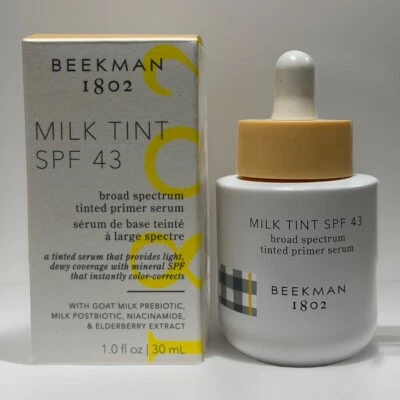 BEEKMAN
1802
MILK TINT
SPF 43
broad spectrum
tinted primer serum
sérum de base teinté
à large spectre
a tinted serum that provides light,
dewy coverage with mineral SPF
that instantly color-corrects
WITH GOAT MILK PREBIOTIC,
MILK POSTBIOTIC, NIACINAMIDE,
& ELDERBERRY EXTRACT
1.0 fl oz | 30 mL
1802
MILK TINT SPF 43
broad spectrum
tinted primer serum
BEEKMAN
1802